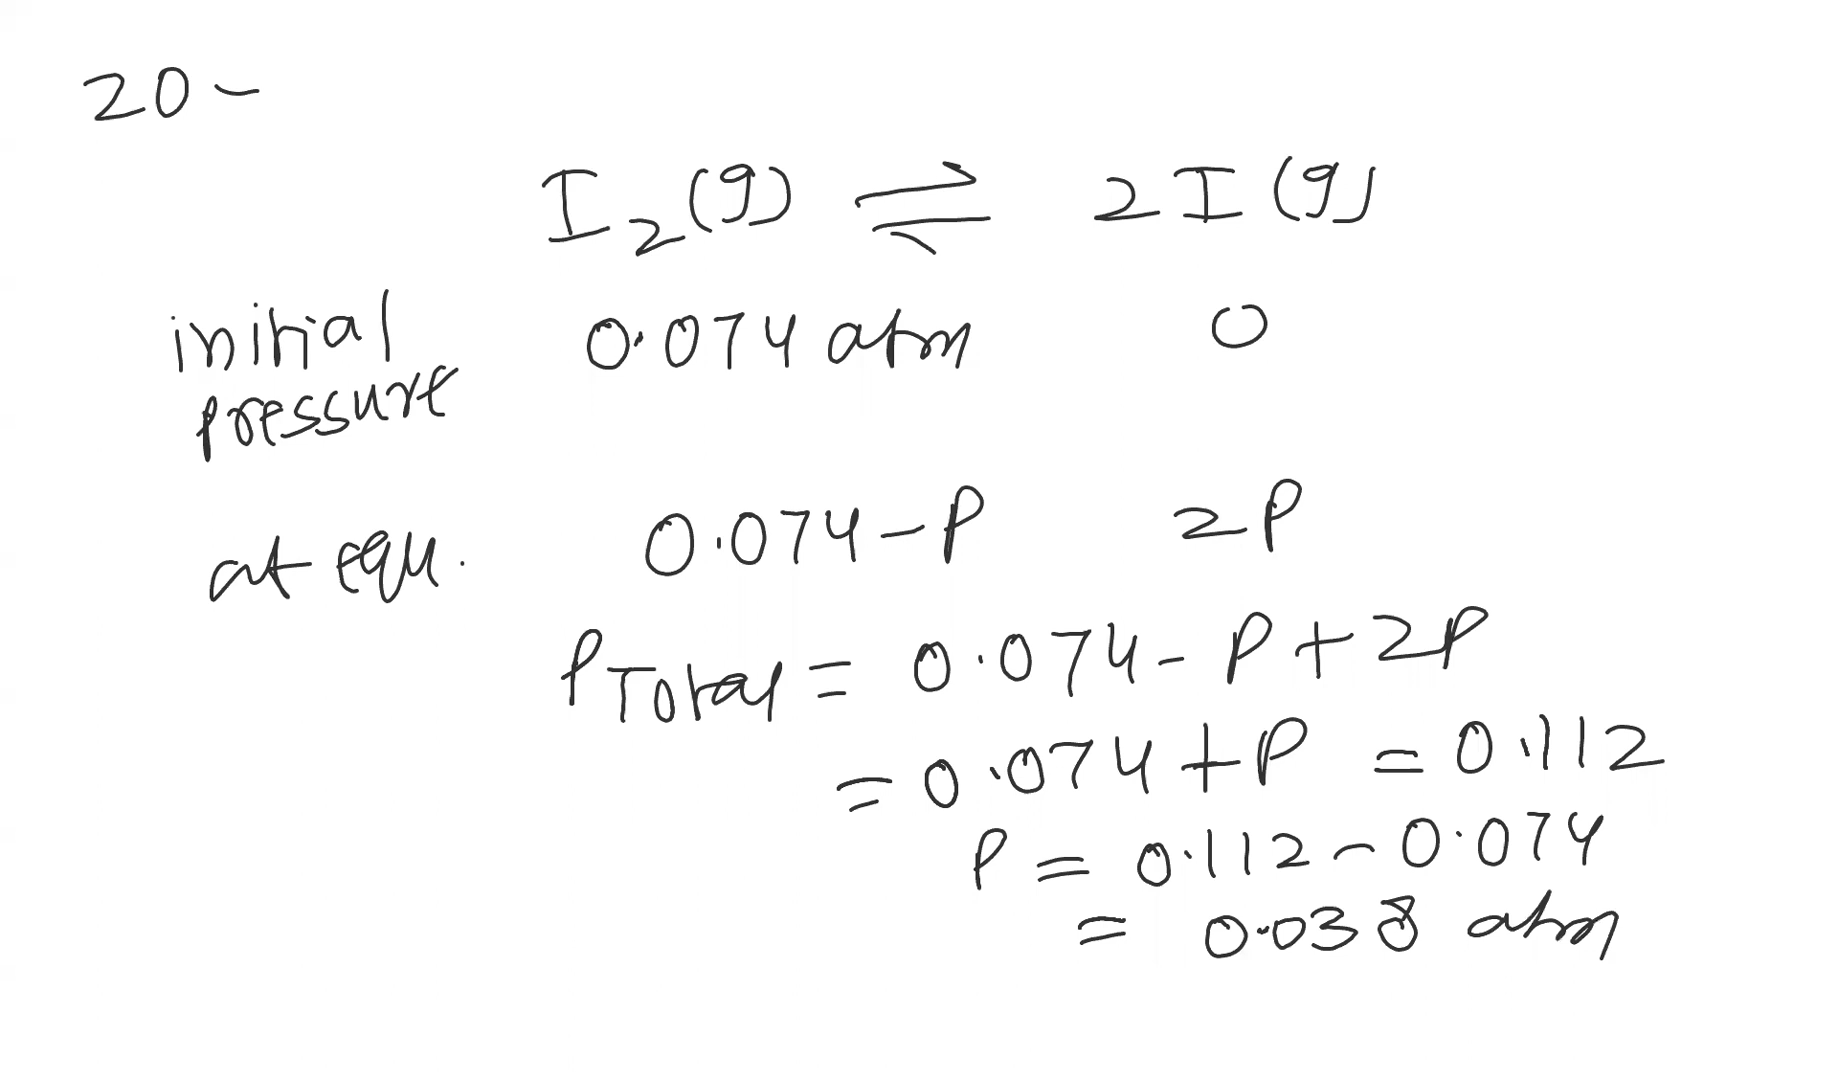 20-
I₂(g) ⇌ 2I(g)
initial pressure 0.074 atm 0
at equ. 0.074-P 2P
P_Total = 0.074-P+2P
= 0.074+P = 0.112
P = 0.112-0.074
= 0.038 atm